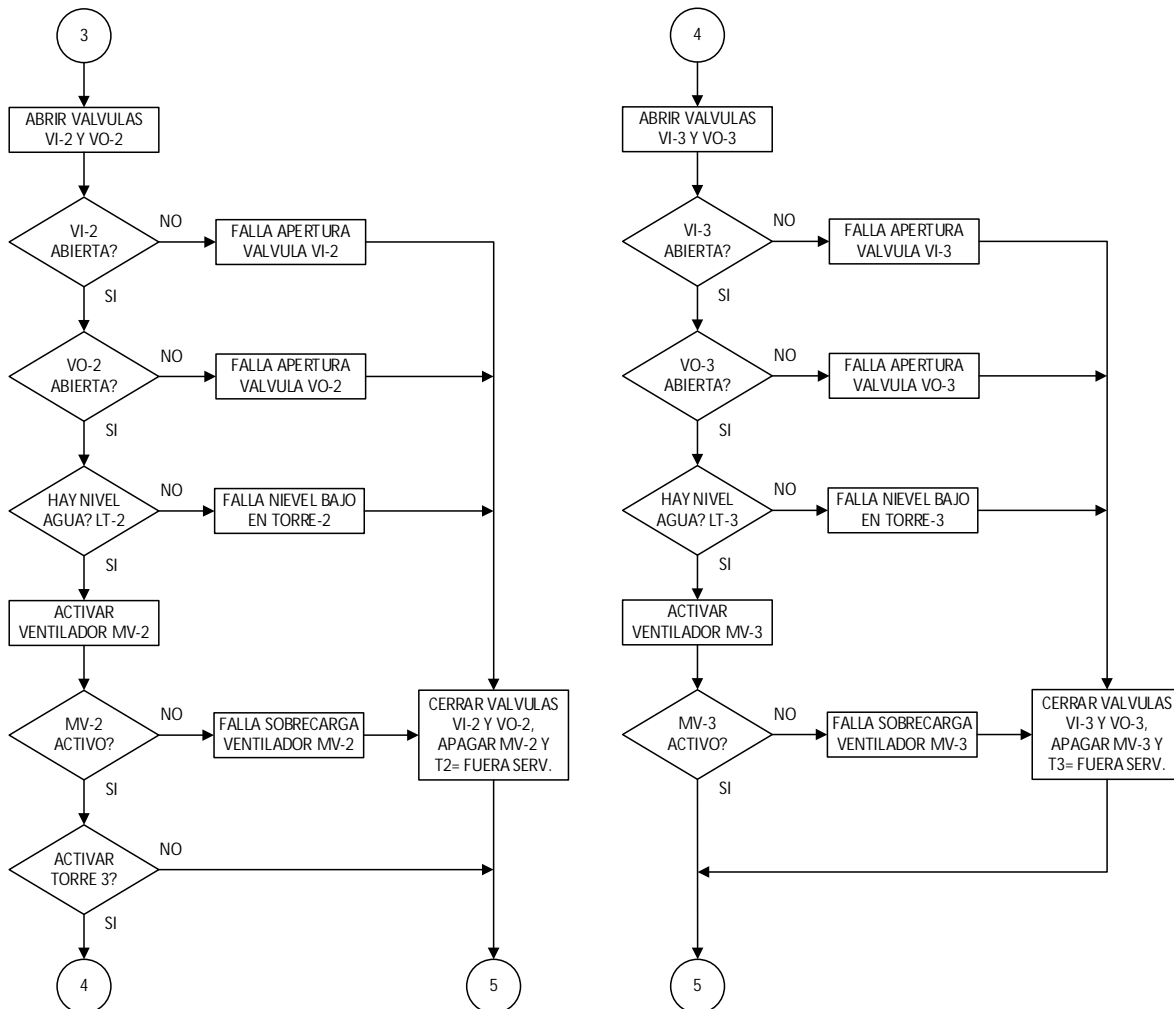 3
ABRIR VALVULAS
VI-2 Y VO-2
VI-2
ABIERTA?
NO
FALLA APERTURA
VALVULA VI-2
SI
VO-2
ABIERTA?
NO
FALLA APERTURA
VALVULA VO-2
SI
HAY NIVEL
AGUA? LT-2
NO
FALLA NIEVEL BAJO
EN TORRE-2
SI
ACTIVAR
VENTILADOR MV-2
MV-2
ACTIVO?
NO
FALLA SOBRECARGA
VENTILADOR MV-2
CERRAR VALVULAS
VI-2 Y VO-2,
APAGAR MV-2 Y
T2= FUERA SERV.
SI
ACTIVAR
TORRE 3?
NO
SI
4
5
4
ABRIR VALVULAS
VI-3 Y VO-3
VI-3
ABIERTA?
NO
FALLA APERTURA
VALVULA VI-3
SI
VO-3
ABIERTA?
NO
FALLA APERTURA
VALVULA VO-3
SI
HAY NIVEL
AGUA? LT-3
NO
FALLA NIEVEL BAJO
EN TORRE-3
SI
ACTIVAR
VENTILADOR MV-3
MV-3
ACTIVO?
NO
FALLA SOBRECARGA
VENTILADOR MV-3
CERRAR VALVULAS
VI-3 Y VO-3,
APAGAR MV-3 Y
T3= FUERA SERV.
SI
5